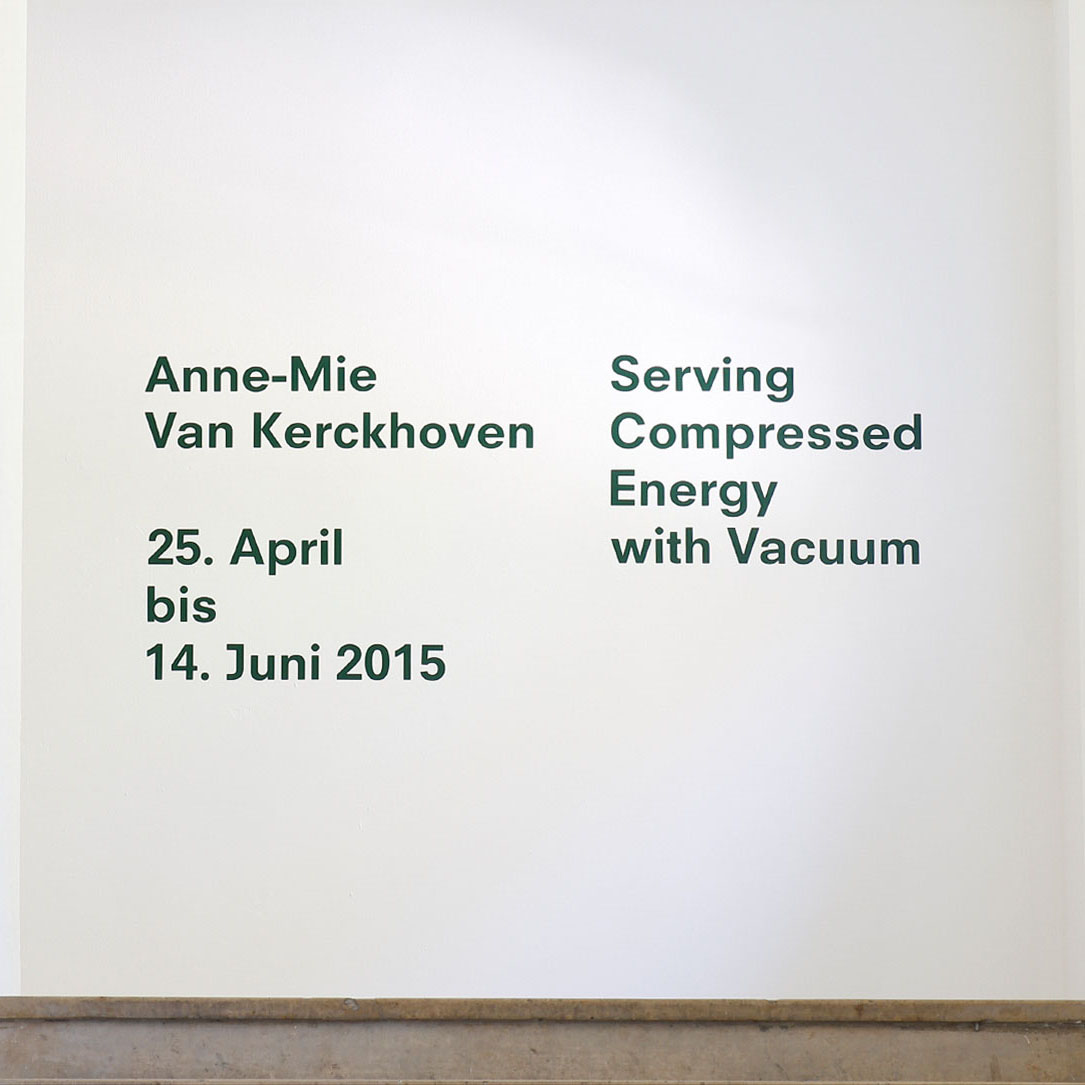 Anne-Mie
Van Kerckhoven
25. April
bis
14. Juni 2015
Serving
Compressed
Energy
with Vacuum